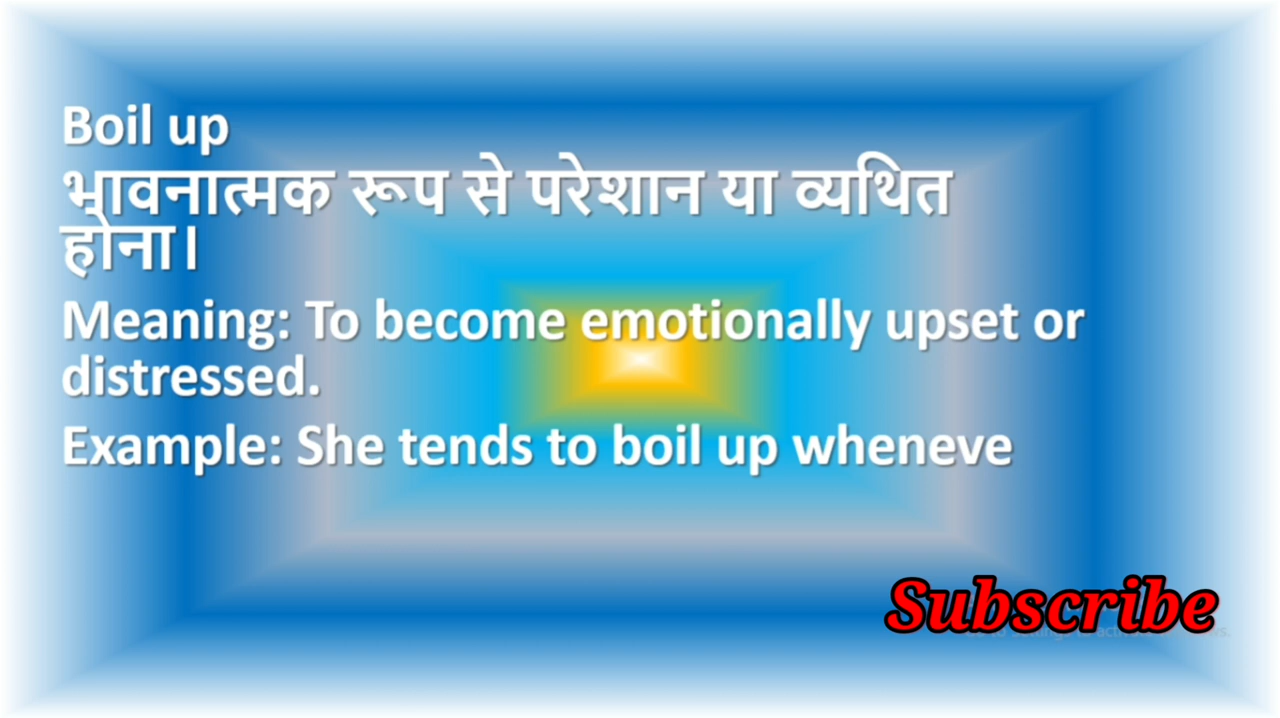 Boil up
भावनात्मक रूप से परेशान या व्यथित
होना।
Meaning: To become emotionally upset or
distressed.
Example: She tends to boil up wheneve
Subscribe